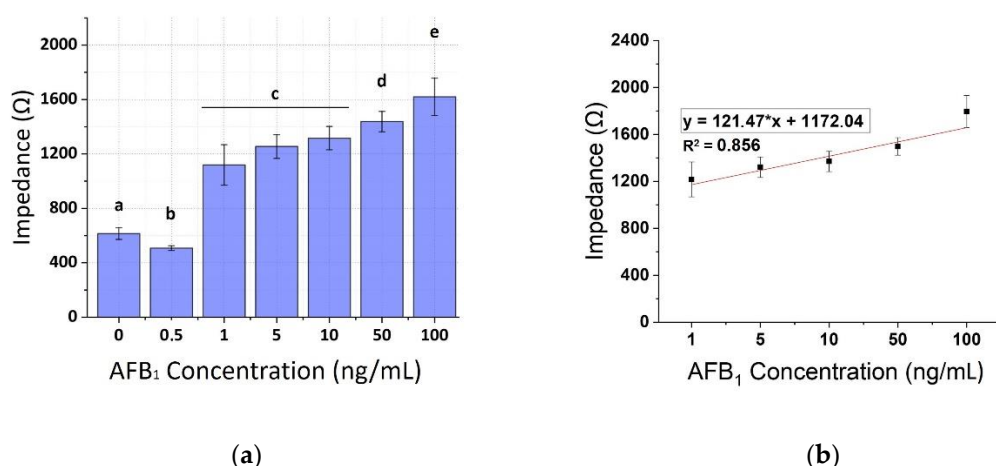 2000
1600
1200
800
400
0
Impedance (Ω)
a
b
c
d
e
0 0.5 1 5 10 50 100
AFB₁ Concentration (ng/mL)
(a)
2400
2000
1600
1200
800
400
0
Impedance (Ω)
y = 121.47*x + 1172.04
R² = 0.856
1 5 10 50 100
AFB₁ Concentration (ng/mL)
(b)